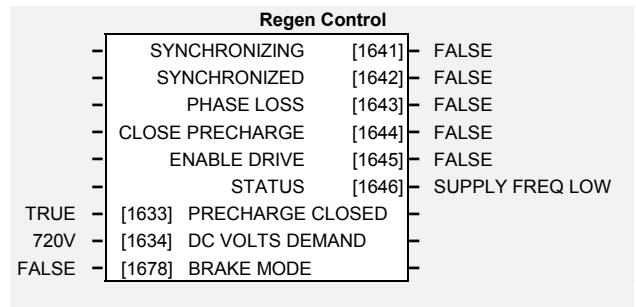 Regen Control
SYNCHRONIZING [1641] FALSE
SYNCHRONIZED [1642] FALSE
PHASE LOSS [1643] FALSE
CLOSE PRECHARGE [1644] FALSE
ENABLE DRIVE [1645] FALSE
STATUS [1646] SUPPLY FREQ LOW
TRUE [1633] PRECHARGE CLOSED
720V [1634] DC VOLTS DEMAND
FALSE [1678] BRAKE MODE